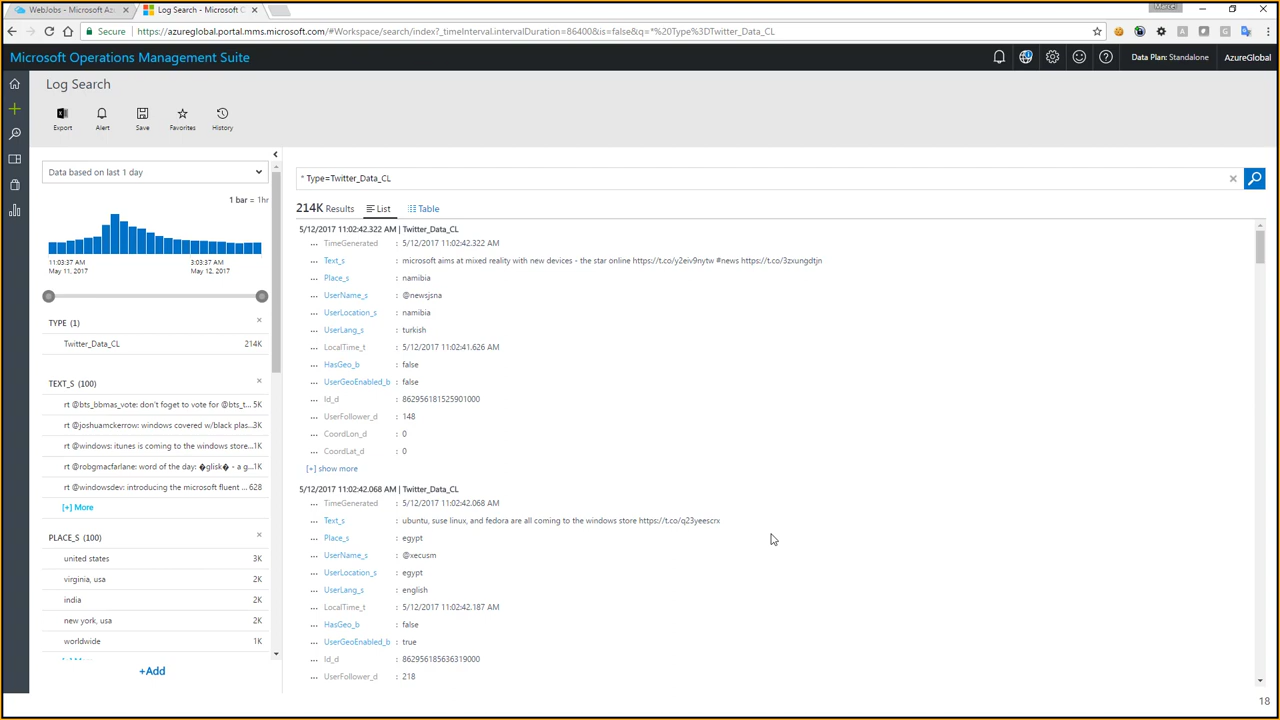 WebJobs - Microsoft Az
Log Search - Microsoft C
Marcel
Secure
https://azureglobal.portal.mms.microsoft.com/#Workspace/search/index?_timeInterval.intervalDuration=86400&is=false&q=*%20Type%3DTwitter_Data_CL
Microsoft Operations Management Suite
Data Plan: Standalone
AzureGlobal
Log Search
Export
Alert
Save
Favorites
History
Data based on last 1 day
1 bar = 1hr
11:03:37 AM
May 11, 2017
3:03:37 AM
May 12, 2017
TYPE (1)
Twitter_Data_CL 214K
TEXT_S (100)
rt @bts_bbmas_vote: don't foget to vote for @bts_t... 5K
rt @joshuamckerrow: windows covered w/black plas... 3K
rt @windows: itunes is coming to the windows store... 1K
rt @robgmacfarlane: word of the day: �glisk� - a g... 1K
rt @windowsdev: introducing the microsoft fluent ... 628
[+] More
PLACE_S (100)
united states 3K
virginia, usa 2K
india 2K
new york, usa 2K
worldwide 1K
+Add
* Type=Twitter_Data_CL
214K Results
List
Table
5/12/2017 11:02:42.322 AM | Twitter_Data_CL
... TimeGenerated : 5/12/2017 11:02:42.322 AM
... Text_s : microsoft aims at mixed reality with new devices - the star online https://t.co/y2eiv9nytw #news https://t.co/3zxungdtjn
... Place_s : namibia
... UserName_s : @newsjsna
... UserLocation_s : namibia
... UserLang_s : turkish
... LocalTime_t : 5/12/2017 11:02:41.626 AM
... HasGeo_b : false
... UserGeoEnabled_b : false
... Id_d : 862956181525901000
... UserFollower_d : 148
... CoordLon_d : 0
... CoordLat_d : 0
[+] show more
5/12/2017 11:02:42.068 AM | Twitter_Data_CL
... TimeGenerated : 5/12/2017 11:02:42.068 AM
... Text_s : ubuntu, suse linux, and fedora are all coming to the windows store https://t.co/q23yeescrx
... Place_s : egypt
... UserName_s : @xecusm
... UserLocation_s : egypt
... UserLang_s : english
... LocalTime_t : 5/12/2017 11:02:42.187 AM
... HasGeo_b : false
... UserGeoEnabled_b : true
... Id_d : 862956185636319000
... UserFollower_d : 218
18